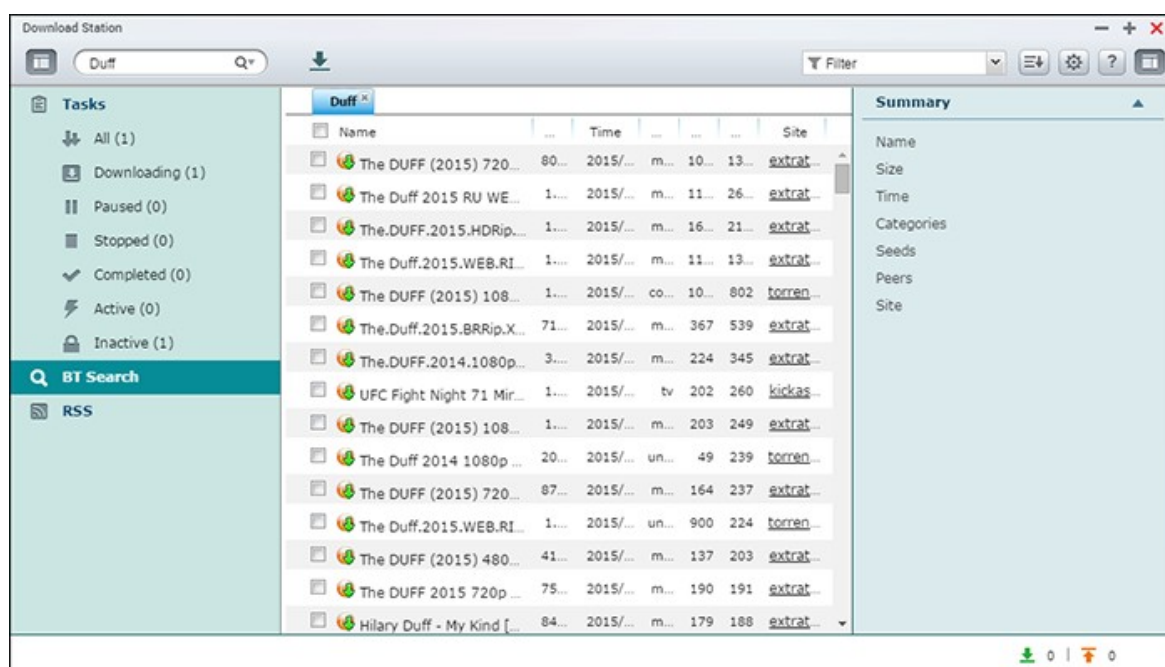 Download Station
Duff
Filter
Tasks
All (1)
Downloading (1)
Paused (0)
Stopped (0)
Completed (0)
Active (0)
Inactive (1)
BT Search
RSS
Duff
Name ... Time ... ... ... Site
The DUFF (2015) 720... 80... 2015/... m... 10... 13... extrat...
The Duff 2015 RU WE... 1.... 2015/... m... 11... 26... extrat...
The.DUFF.2015.HDRip.... 1.... 2015/... m... 16... 21... extrat...
The Duff.2015.WEB.RI... 1.... 2015/... m... 11... 13... extrat...
The DUFF (2015) 108... 1.... 2015/... co... 10... 802 torren...
The.Duff.2015.BRRip.X... 71... 2015/... m... 367 539 extrat...
The.DUFF.2014.1080p... 3.... 2015/... m... 224 345 extrat...
UFC Fight Night 71 Mir... 1.... 2015/... tv 202 260 kickas...
The DUFF (2015) 108... 1.... 2015/... m... 203 249 extrat...
The Duff 2014 1080p ... 20... 2015/... un... 49 239 torren...
The DUFF (2015) 720... 87... 2015/... m... 164 237 extrat...
The Duff.2015.WEB.RI... 1.... 2015/... un... 900 224 torren...
The DUFF (2015) 480... 41... 2015/... m... 137 203 extrat...
The DUFF 2015 720p ... 75... 2015/... m... 190 191 extrat...
Hilary Duff - My Kind [... 84... 2015/... m... 179 188 extrat...
Summary
Name
Size
Time
Categories
Seeds
Peers
Site
0 | 0